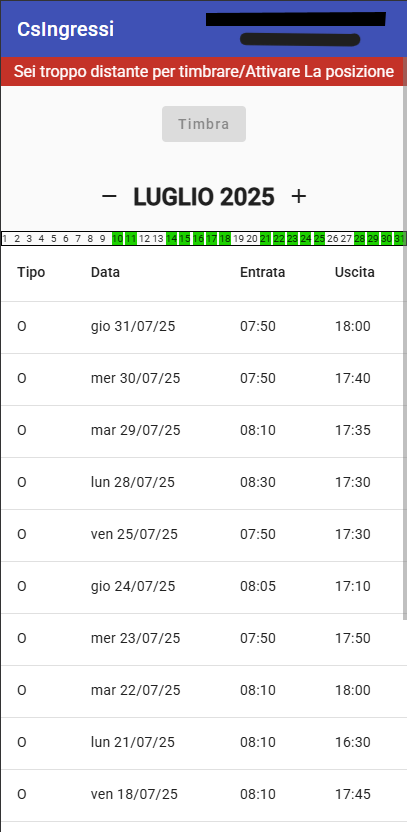 CsIngressi
Sei troppo distante per timbrare/Attivare La posizione
Timbra
− LUGLIO 2025 +
1 2 3 4 5 6 7 8 9 10 11 12 13 14 15 16 17 18 19 20 21 22 23 24 25 26 27 28 29 30 31
Tipo Data Entrata Uscita
O gio 31/07/25 07:50 18:00
O mer 30/07/25 07:50 17:40
O mar 29/07/25 08:10 17:35
O lun 28/07/25 08:30 17:30
O ven 25/07/25 07:50 17:30
O gio 24/07/25 08:05 17:10
O mer 23/07/25 07:50 17:50
O mar 22/07/25 08:10 18:00
O lun 21/07/25 08:10 16:30
O ven 18/07/25 08:10 17:45